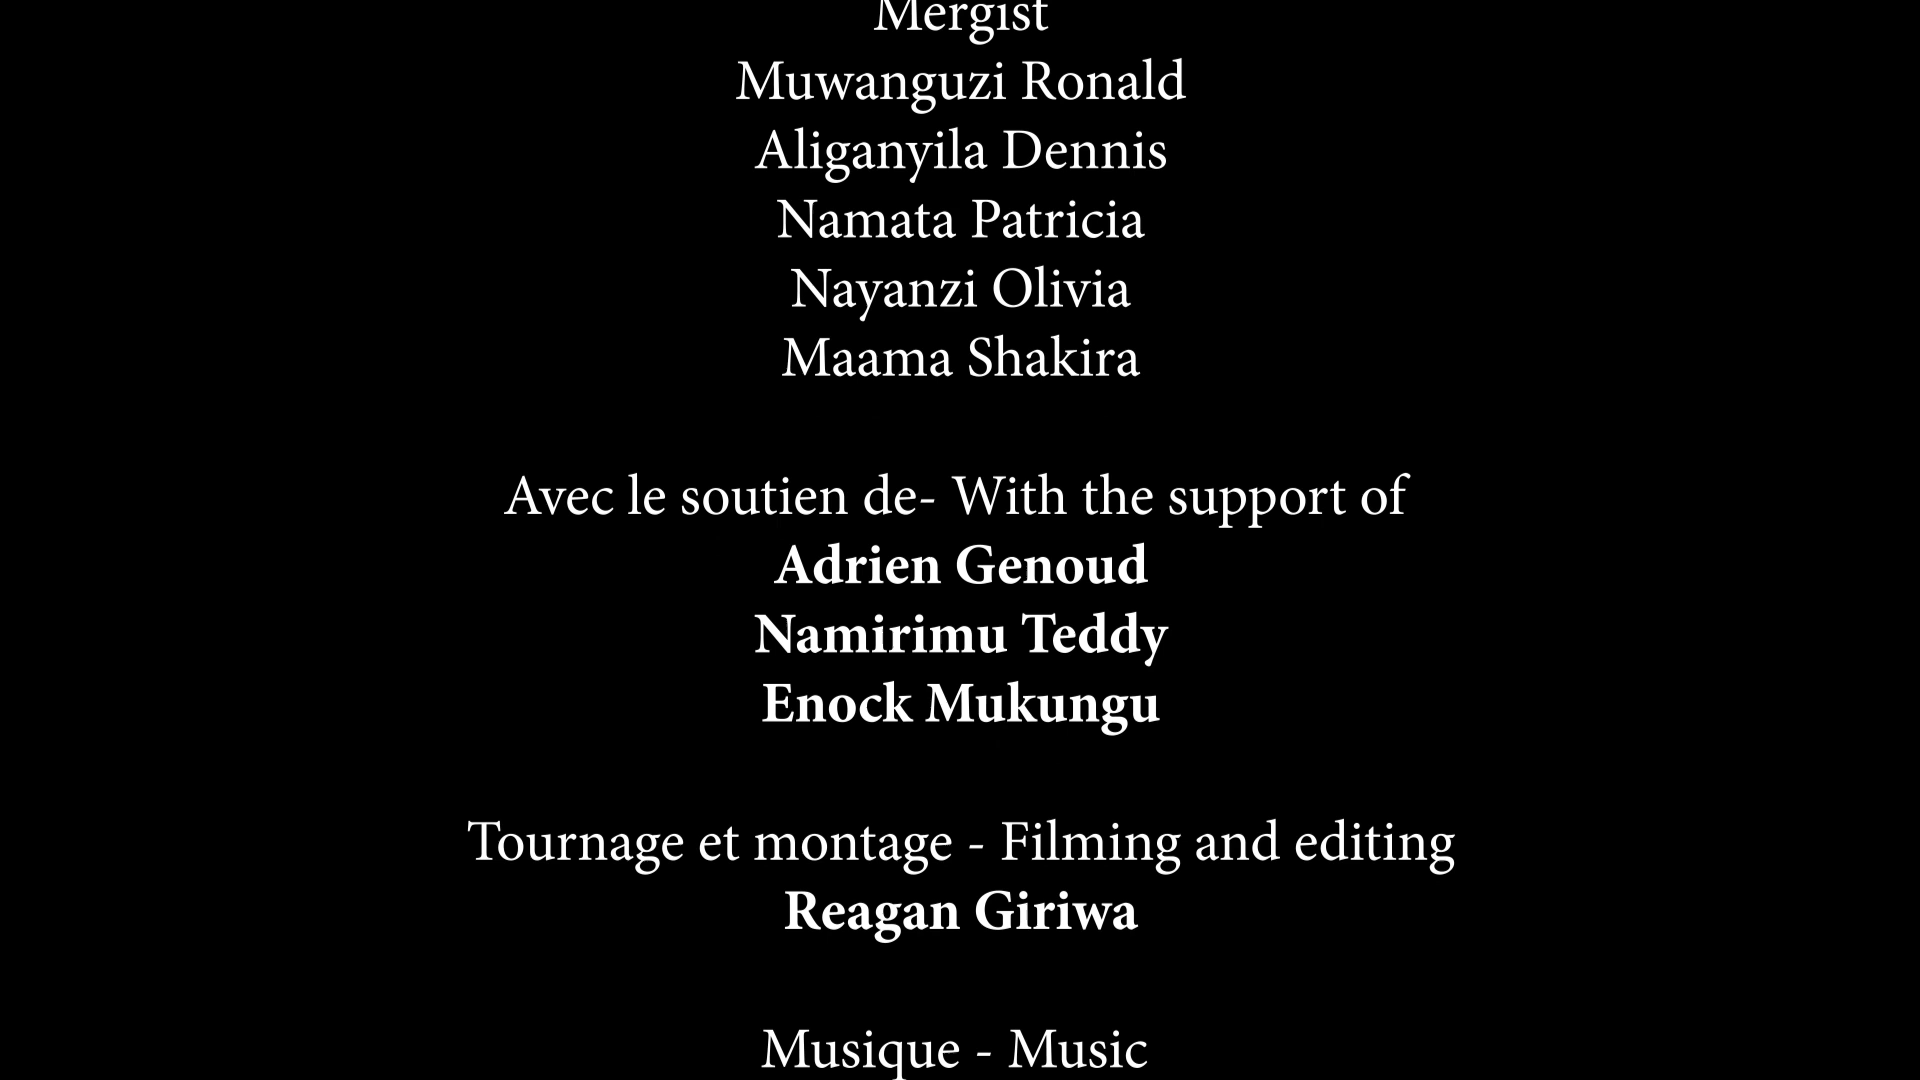 Mergist
Muwanguzi Ronald
Aliganyila Dennis
Namata Patricia
Nayanzi Olivia
Maama Shakira
Avec le soutien de- With the support of
Adrien Genoud
Namirimu Teddy
Enock Mukungu
Tournage et montage - Filming and editing
Reagan Giriwa
Musique - Music